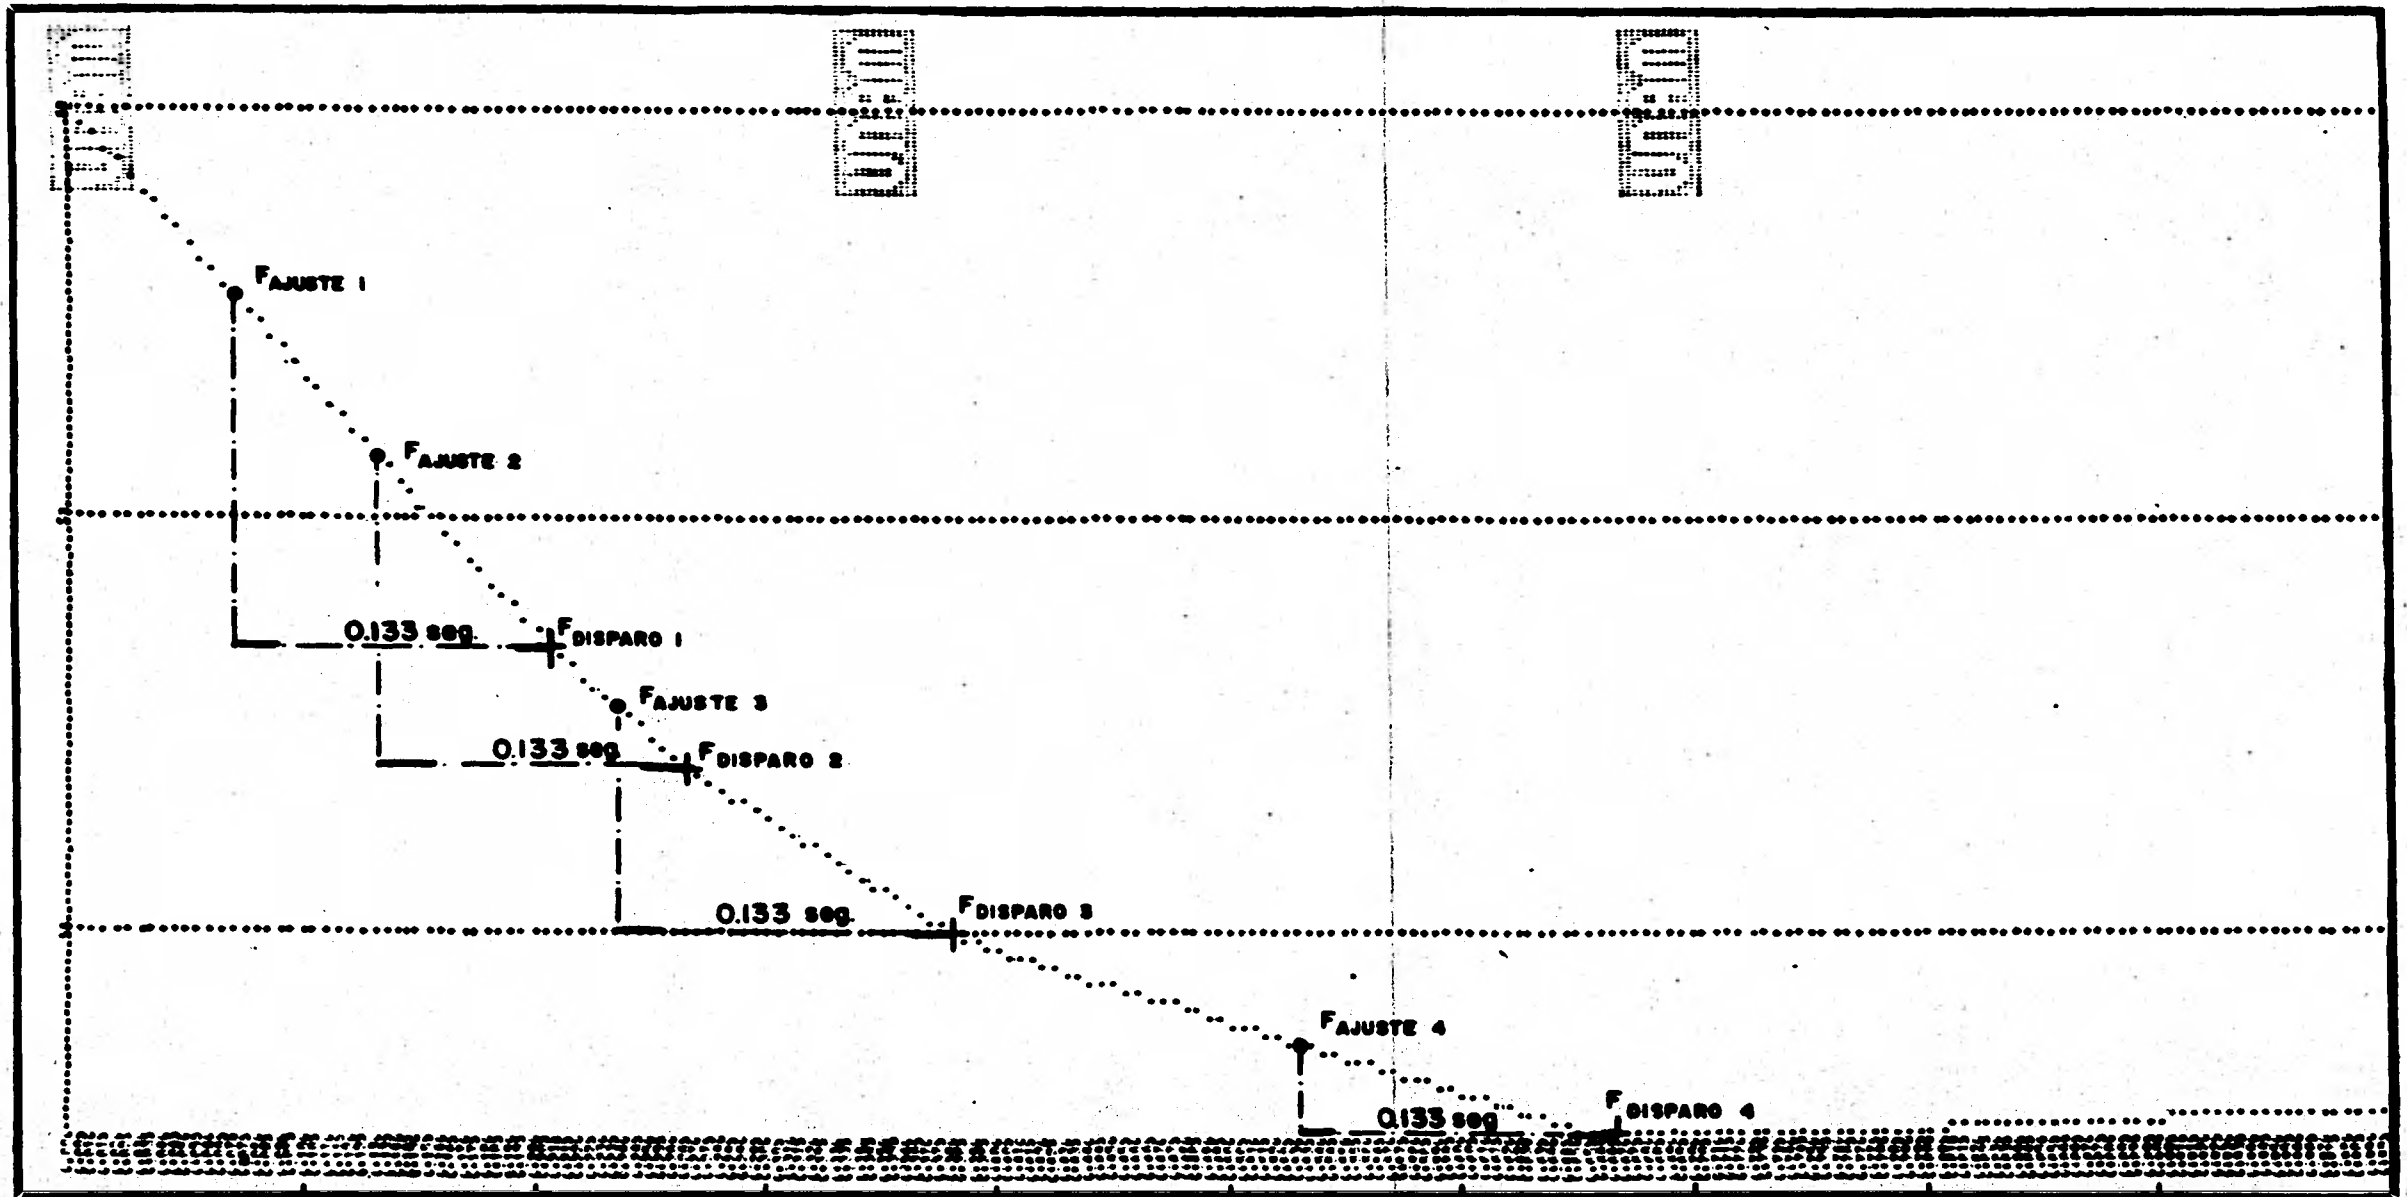 FAJUSTE 1
FAJUSTE 2
0.133 seg.
FDISPARO 1
FAJUSTE 3
0.133 seg
FDISPARO 2
0.133 seg.
FDISPARO 3
FAJUSTE 4
0.133 seg
FDISPARO 4